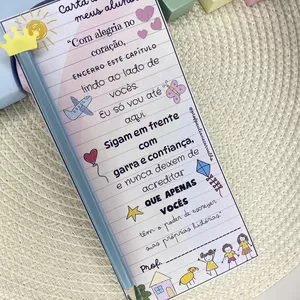 meus alunos
"Com alegria no
coração,
ENCERRO ESTE CAPÍTULO
lindo ao lado de
vocês.
Eu só vou até
aqui.
Sigam em frente
com
garra e confiança,
e nunca deixem de
acreditar
QUE APENAS
VOCÊS
têm o poder de escrever
suas próprias histórias"
Prof.